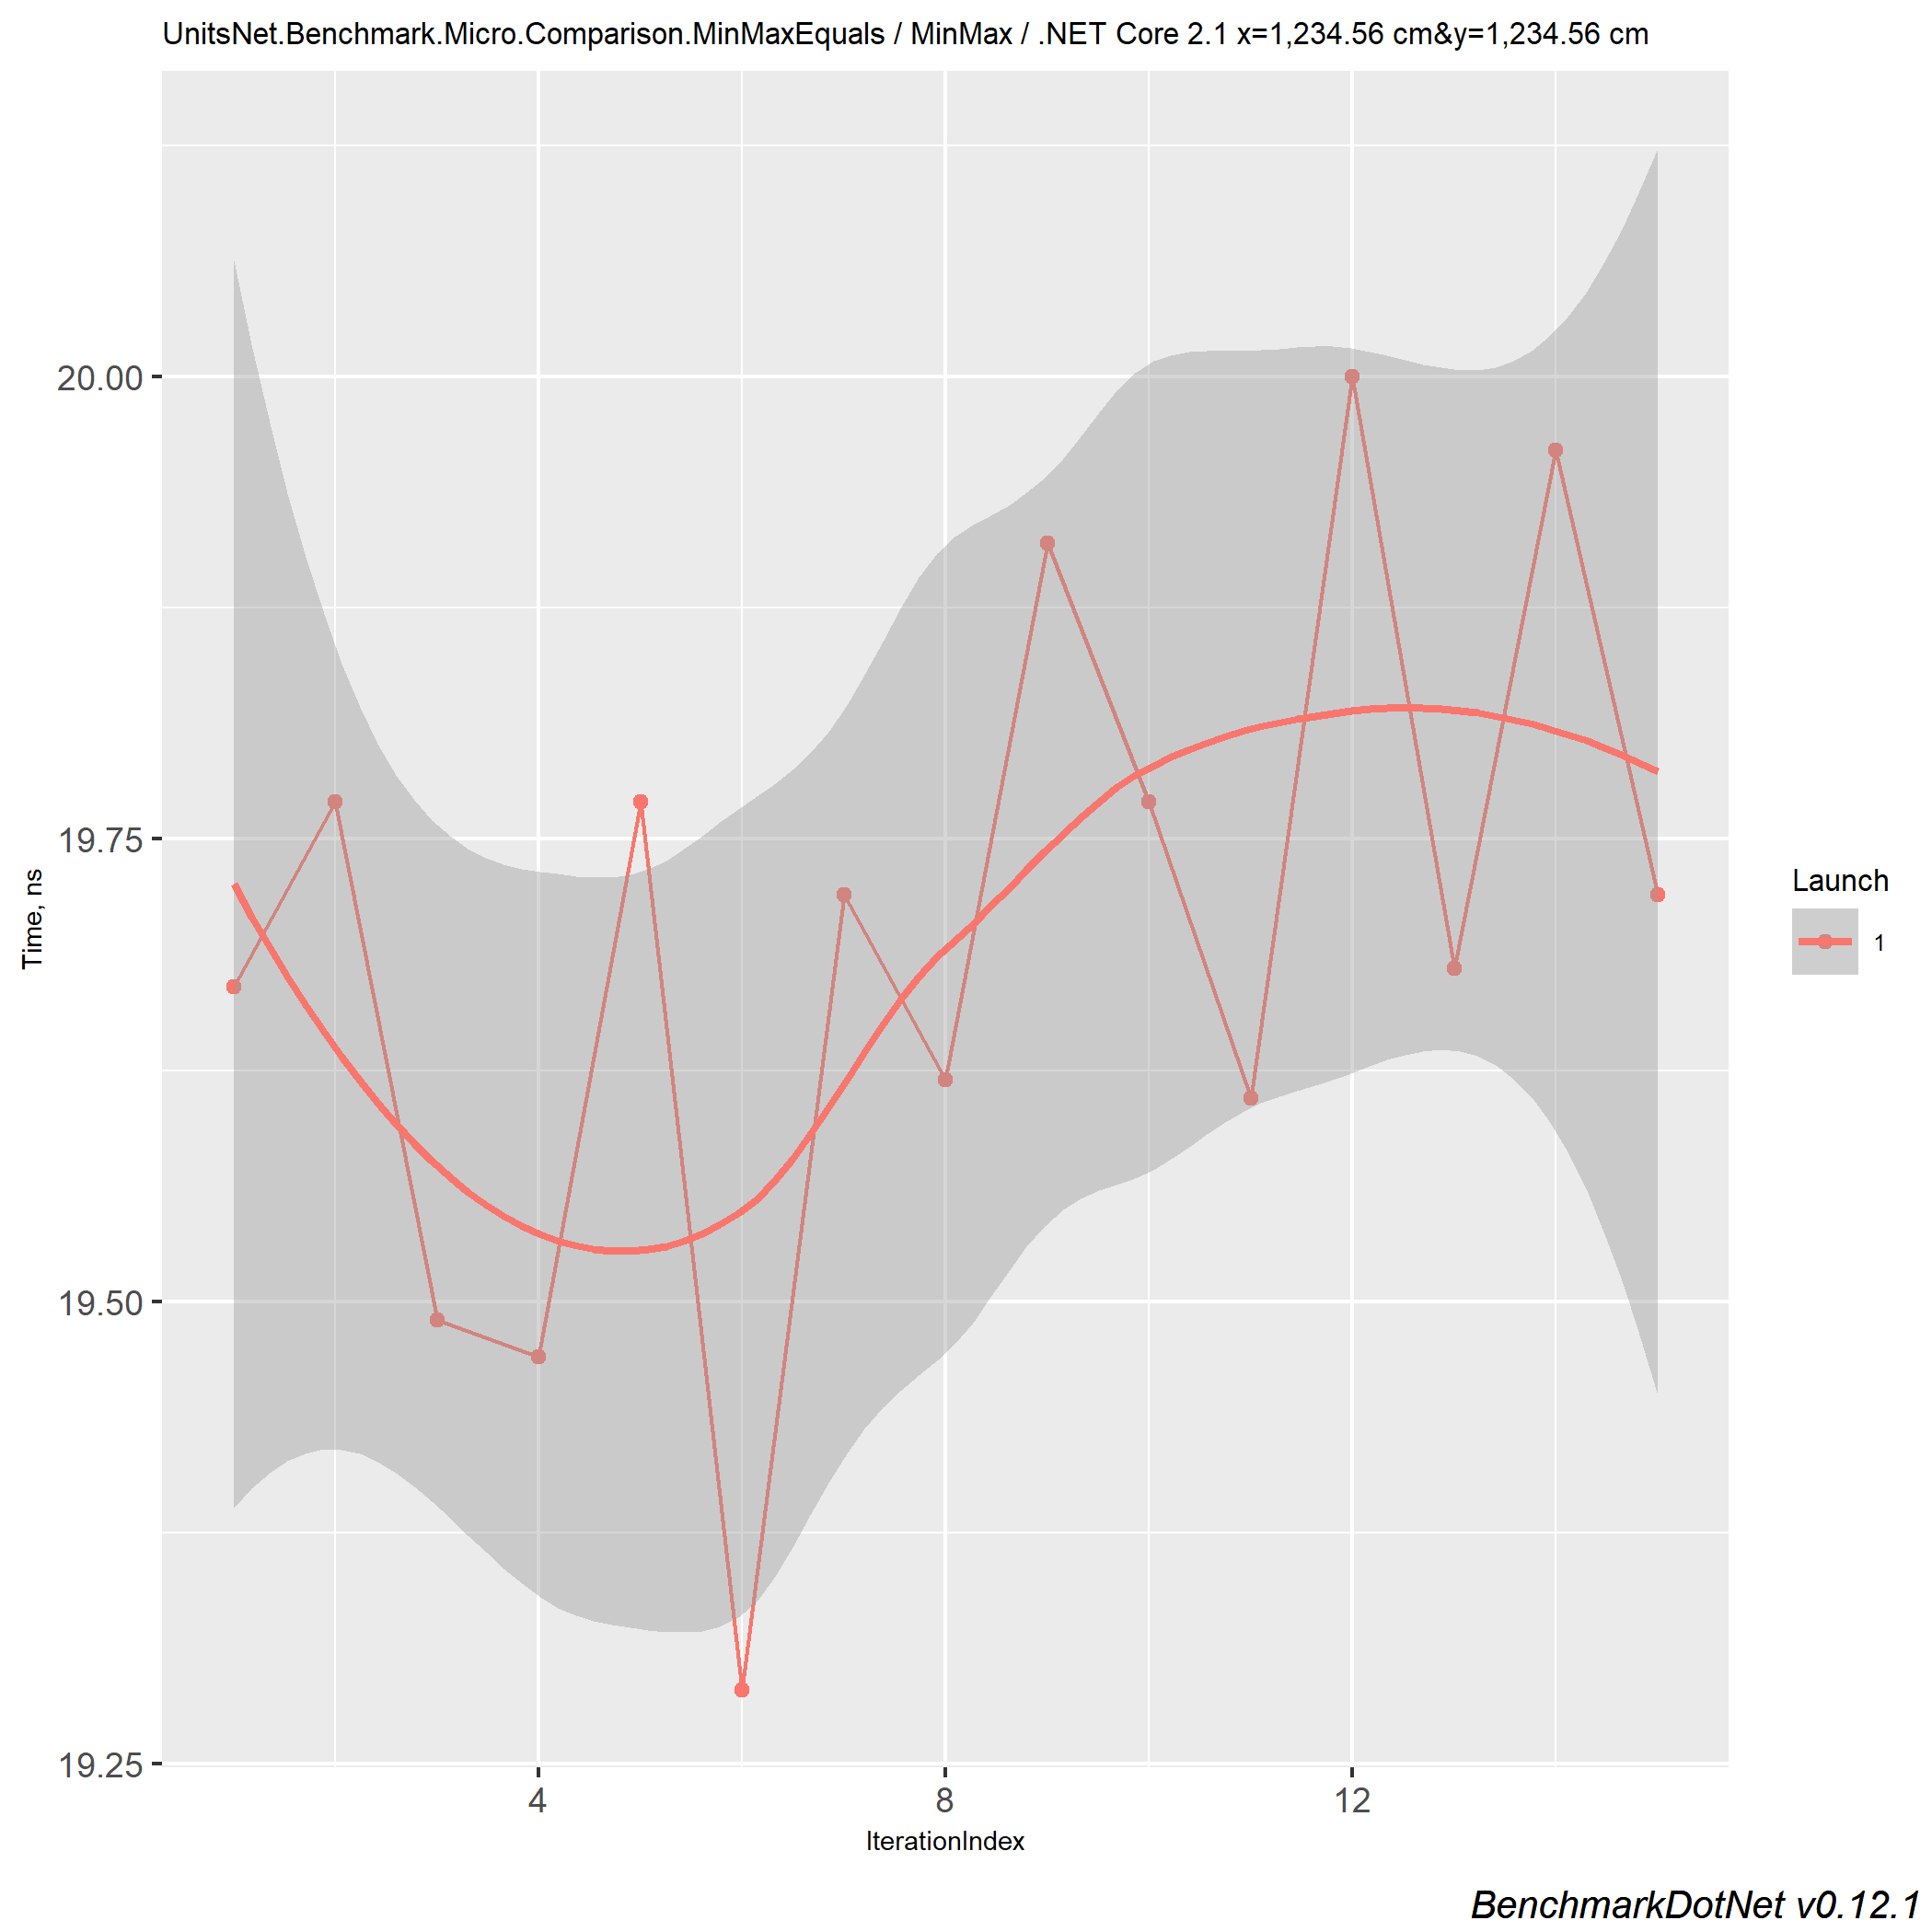 UnitsNet.Benchmark.Micro.Comparison.MinMaxEquals / MinMax / .NET Core 2.1 x=1,234.56 cm&y=1,234.56 cm
20.00
19.75
19.50
19.25
Time, ns
4 8 12
IterationIndex
Launch
1
BenchmarkDotNet v0.12.1